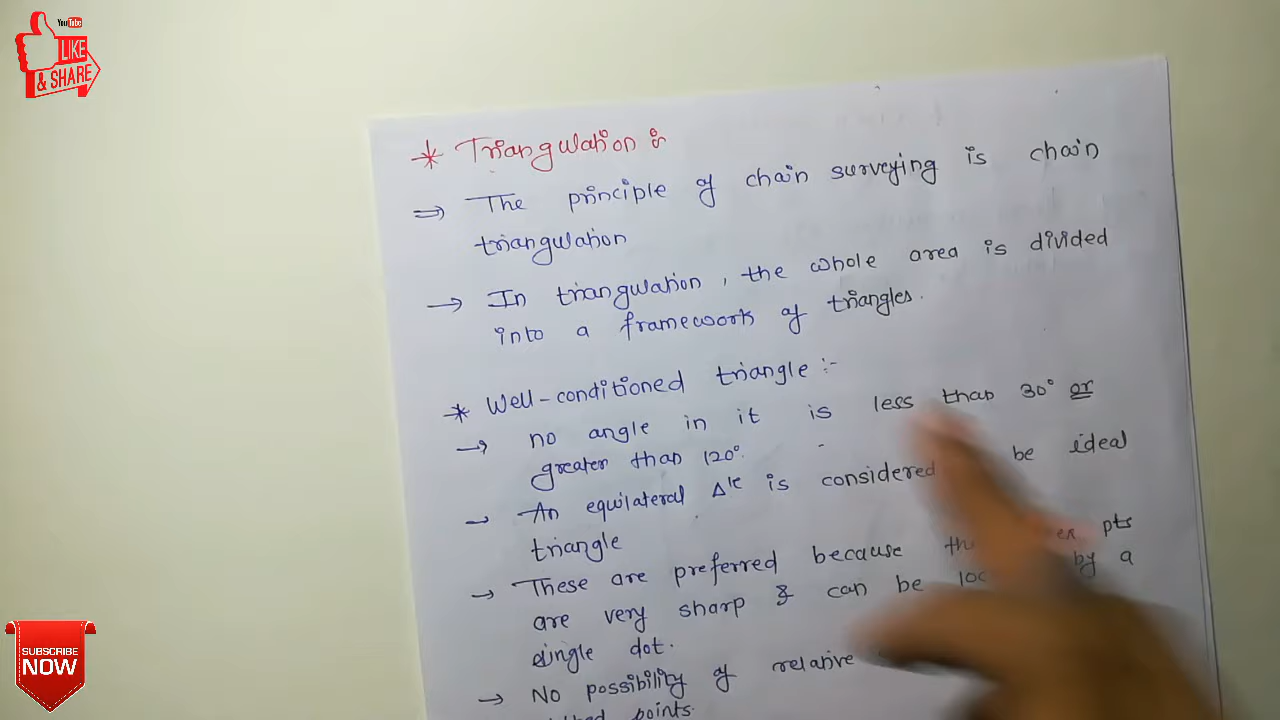 YouTube
LIKE
& SHARE
* Triangulation :-
⇒ The principle of chain surveying is chain
triangulation
→ In triangulation, the whole area is divided
into a framework of triangles.
* Well-conditioned triangle :-
→ no angle in it is less than 30° or
greater than 120°.
→ An equilateral Δle is considered be ideal
triangle
→ These are preferred because pts
are very sharp & can be by a
single dot.
→ No possibility of relative
points.
SUBSCRIBE
NOW